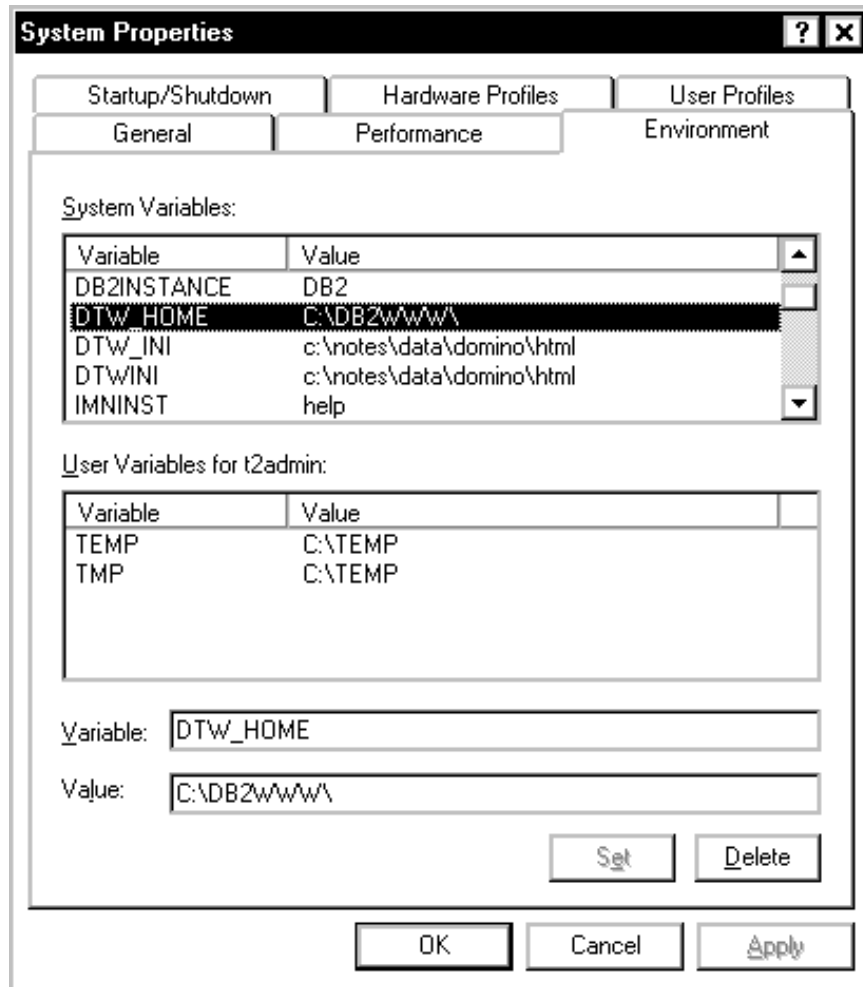 System Properties
Startup/Shutdown Hardware Profiles User Profiles
General Performance Environment
System Variables:
Variable Value
DB2INSTANCE DB2
DTW_HOME C:\DB2WWW\
DTW_INI c:\notes\data\domino\html
DTWINI c:\notes\data\domino\html
IMNINST help
User Variables for t2admin:
Variable Value
TEMP C:\TEMP
TMP C:\TEMP
Variable: DTW_HOME
Value: C:\DB2WWW\
Set Delete
OK Cancel Apply